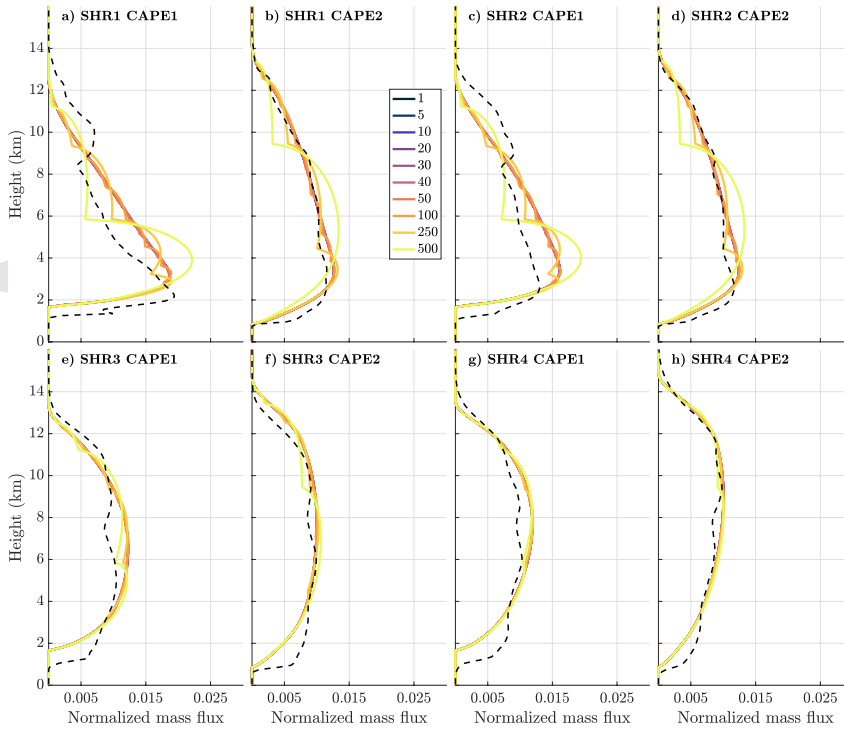 a) SHR1 CAPE1
b) SHR1 CAPE2
c) SHR2 CAPE1
d) SHR2 CAPE2
14
12
10
8
6
4
2
0
Height (km)
1
5
10
20
30
40
50
100
250
500
e) SHR3 CAPE1
f) SHR3 CAPE2
g) SHR4 CAPE1
h) SHR4 CAPE2
14
12
10
8
6
4
2
0
Height (km)
0.005 0.015 0.025
0.005 0.015 0.025
0.005 0.015 0.025
0.005 0.015 0.025
Normalized mass flux
Normalized mass flux
Normalized mass flux
Normalized mass flux